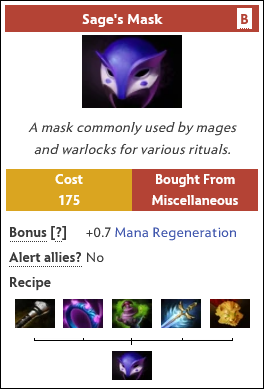 Sage's Mask B
A mask commonly used by mages
and warlocks for various rituals.
Cost Bought From
175 Miscellaneous
Bonus [?] +0.7 Mana Regeneration
Alert allies? No
Recipe